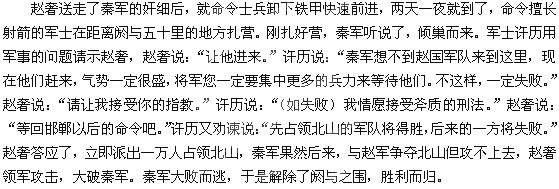 赵奢送走了秦军的奸细后，就命令士兵卸下铁甲快速前进，两天一夜就到了，命令擅长
射箭的军士在距离阏与五十里的地方扎营。刚扎好营，秦军听说了，倾巢而来。军士许历用
军事的问题请示赵奢，赵奢说：“让他进来。”许历说：“秦军想不到赵国军队来到这里，现
在他们赶来，气势一定很盛，将军您一定要集中更多的兵力来等待他们。不这样，一定失败。”
赵奢说：“请让我接受你的指教。”许历说：“（如失败）我情愿接受斧质的刑法。”赵奢说：
“等回邯郸以后的命令吧。”许历又劝谏说：“先占领北山的军队将得胜，后来的一方将失败。”
赵奢答应了，立即派出一万人占领北山，秦军果然后来，与赵军争夺北山但攻不上去，赵奢
领军攻击，大破秦军。秦军大败而逃，于是解除了阏与之围，胜利而归。